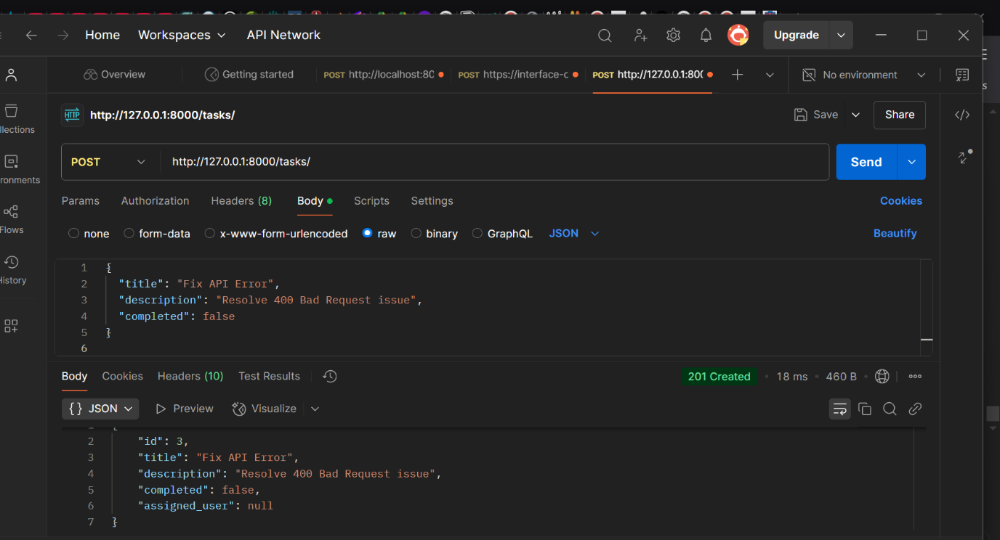 Home Workspaces API Network Upgrade
Overview Getting started POST http://localhost:80 POST https://interface-c POST http://127.0.0.1:800 No environment
HTTP http://127.0.0.1:8000/tasks/ Save Share
llections
POST http://127.0.0.1:8000/tasks/ Send
ronments
Params Authorization Headers (8) Body Scripts Settings Cookies
Flows
none form-data x-www-form-urlencoded raw binary GraphQL JSON Beautify
History
1 {
2 "title": "Fix API Error",
3 "description": "Resolve 400 Bad Request issue",
4 "completed": false
5 }
6
Body Cookies Headers (10) Test Results 201 Created 18 ms 460 B
{} JSON Preview Visualize
2 "id": 3,
3 "title": "Fix API Error",
4 "description": "Resolve 400 Bad Request issue",
5 "completed": false,
6 "assigned_user": null
7 }